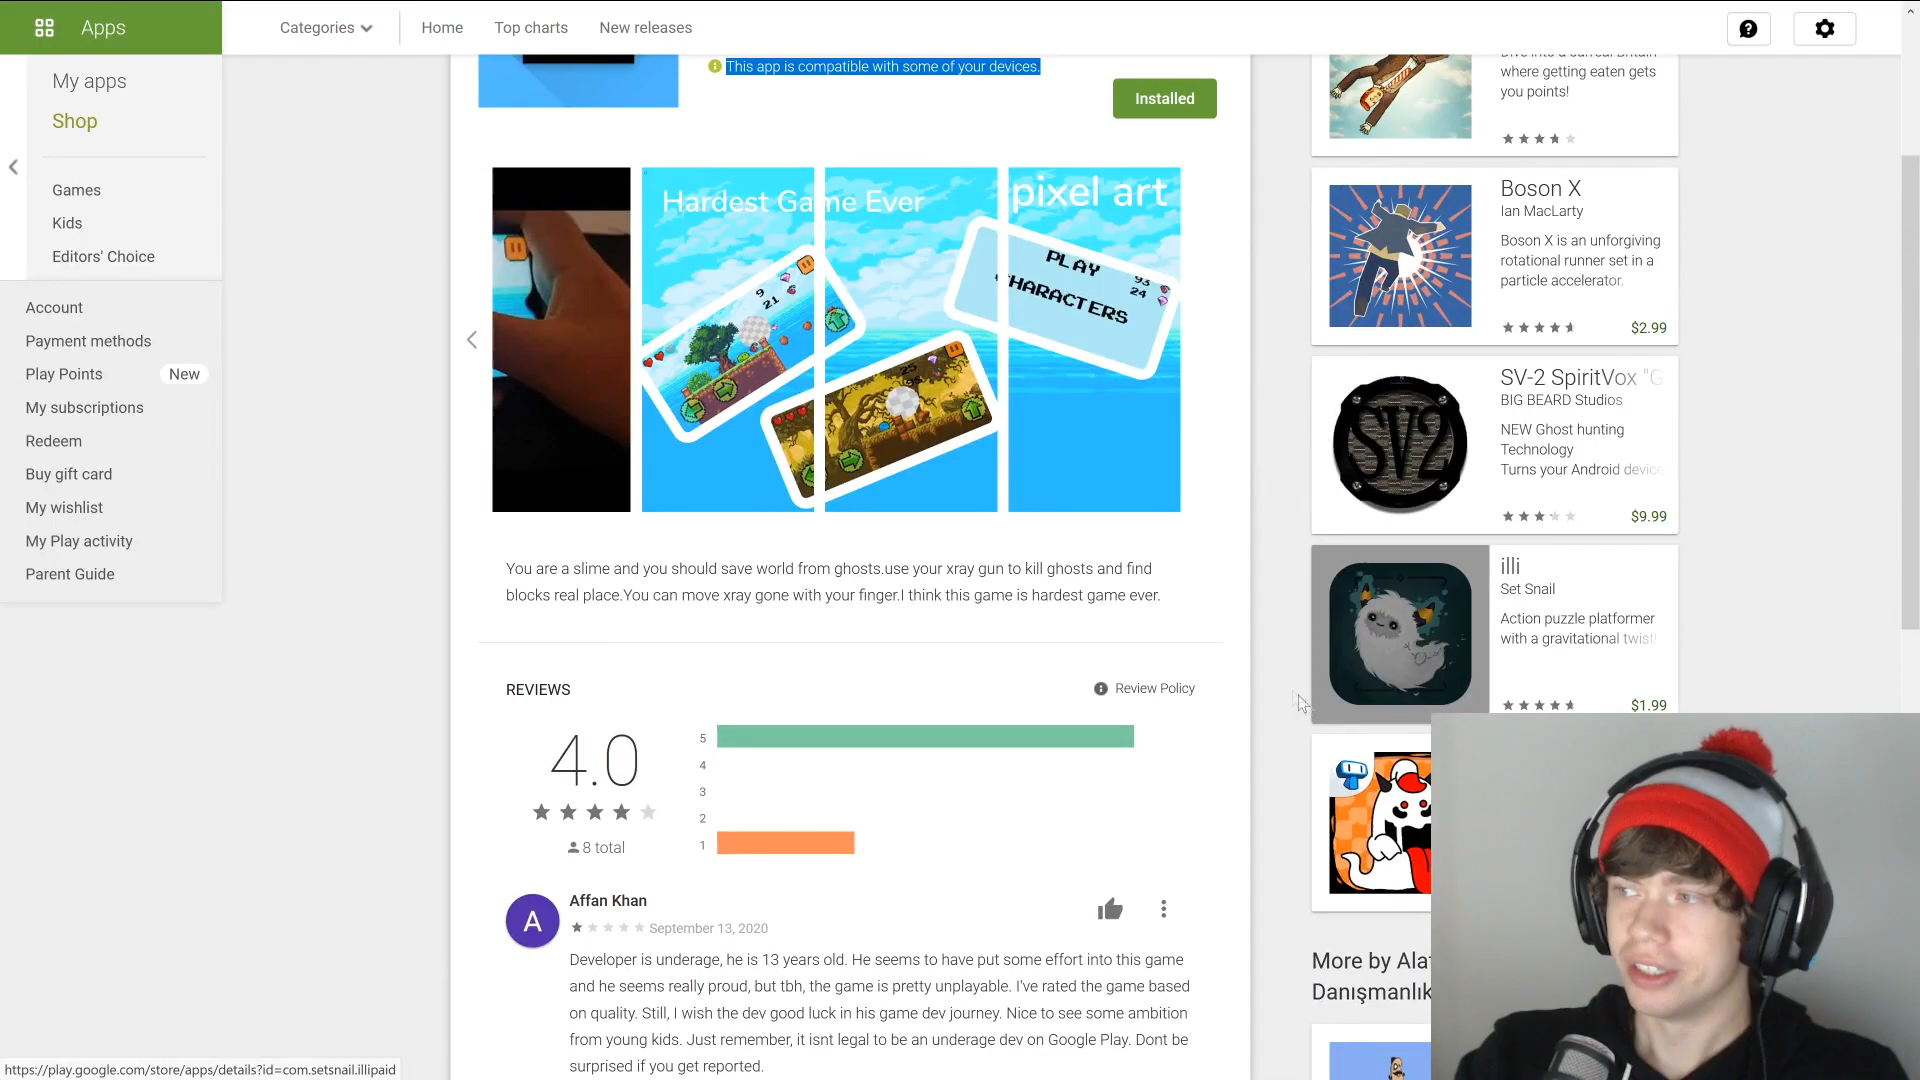 Apps
Categories
Home
Top charts
New releases
My apps
Shop
Games
Kids
Editors' Choice
Account
Payment methods
Play Points
New
My subscriptions
Redeem
Buy gift card
My wishlist
My Play activity
Parent Guide
This app is compatible with some of your devices.
Installed
Hardest Game Ever
pixel art
9
21
PLAY
CHARACTERS
93
24
You are a slime and you should save world from ghosts.use your xray gun to kill ghosts and find
blocks real place.You can move xray gone with your finger.I think this game is hardest game ever.
REVIEWS
Review Policy
4.0
8 total
5
4
3
2
1
A
Affan Khan
September 13, 2020
Developer is underage, he is 13 years old. He seems to have put some effort into this game
and he seems really proud, but tbh, the game is pretty unplayable. I've rated the game based
on quality. Still, I wish the dev good luck in his game dev journey. Nice to see some ambition
from young kids. Just remember, it isnt legal to be an underage dev on Google Play. Dont be
surprised if you get reported.
where getting eaten gets
you points!
Boson X
Ian MacLarty
Boson X is an unforgiving
rotational runner set in a
particle accelerator.
$2.99
SV2
SV-2 SpiritVox "G
BIG BEARD Studios
NEW Ghost hunting
Technology
Turns your Android device
$9.99
illi
Set Snail
Action puzzle platformer
with a gravitational twist!
$1.99
More by Ala
Danışmanlık
https://play.google.com/store/apps/details?id=com.setsnail.illipaid